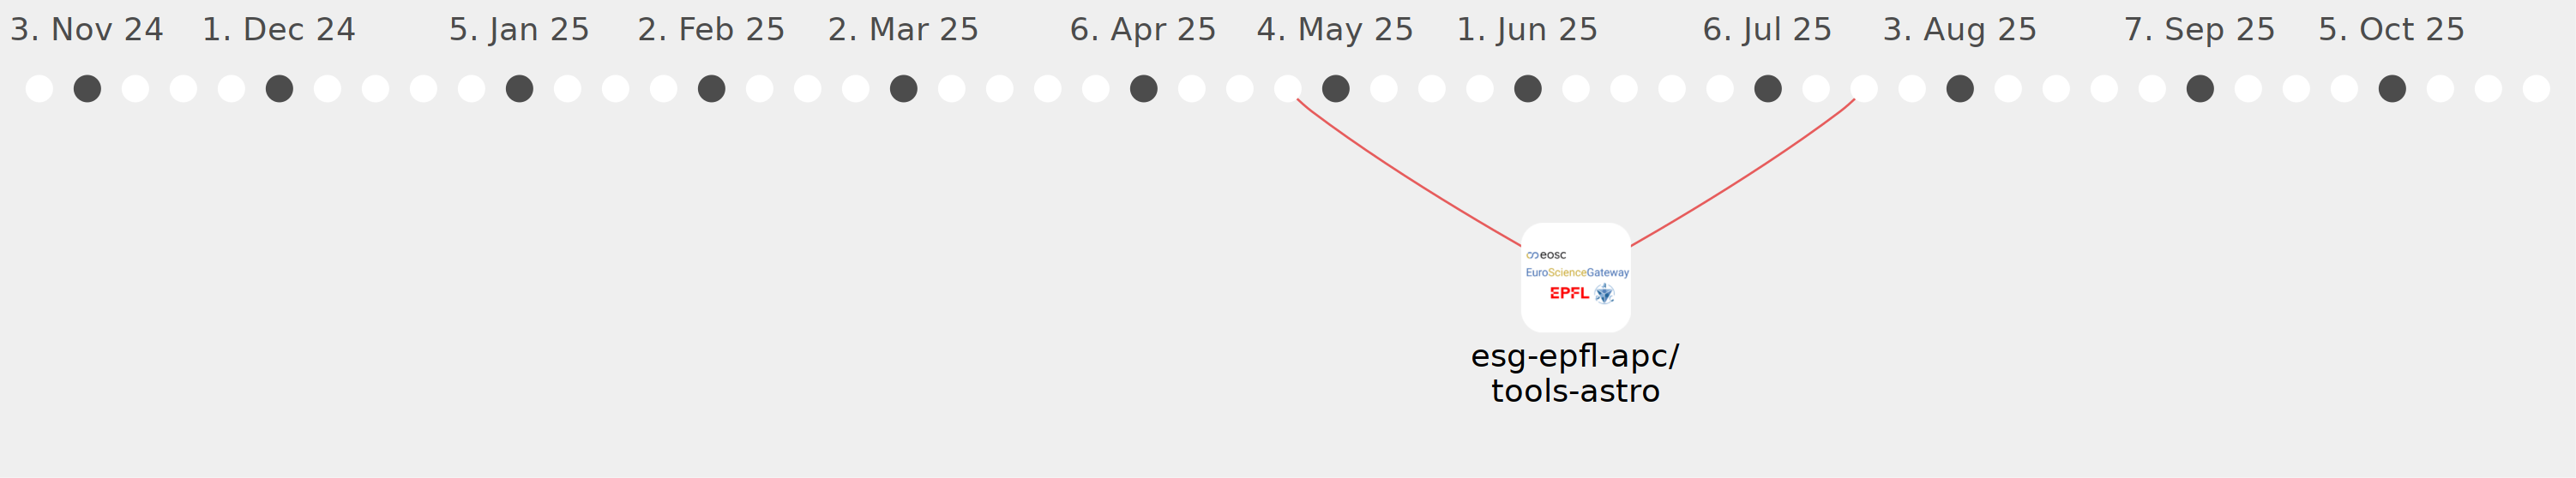 3. Nov 24 1. Dec 24 5. Jan 25 2. Feb 25 2. Mar 25 6. Apr 25 4. May 25 1. Jun 25 6. Jul 25 3. Aug 25 7. Sep 25 5. Oct 25
eosc
EuroScienceGateway
EPFL
esg-epfl-apc/
tools-astro